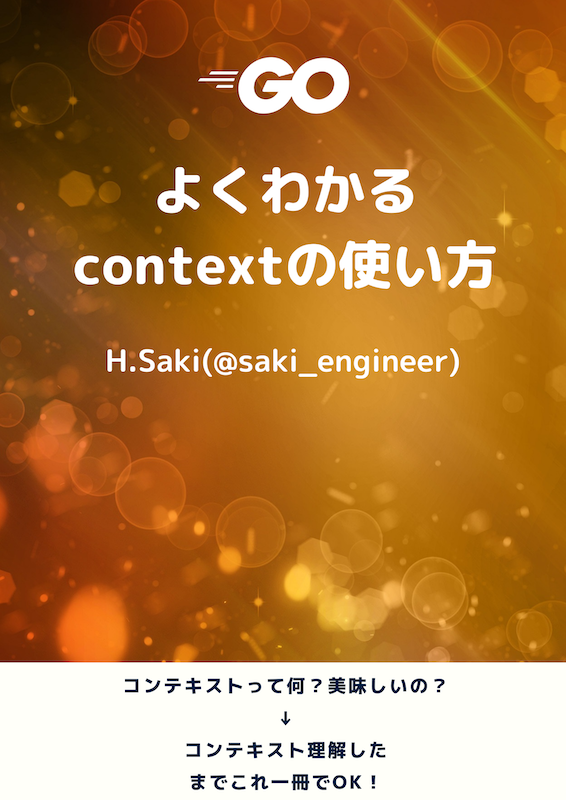 GO
よくわかる
contextの使い方
H.Saki(@saki_engineer)
コンテキストって何？美味しいの？
↓
コンテキスト理解した
までこれ一冊でOK！